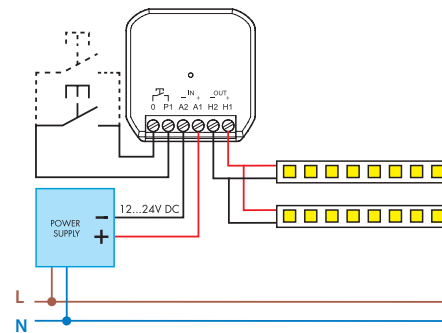 − IN +
− OUT +
0 P1 A2 A1 H2 H1
12...24V DC
POWER
SUPPLY
−
+
L
N